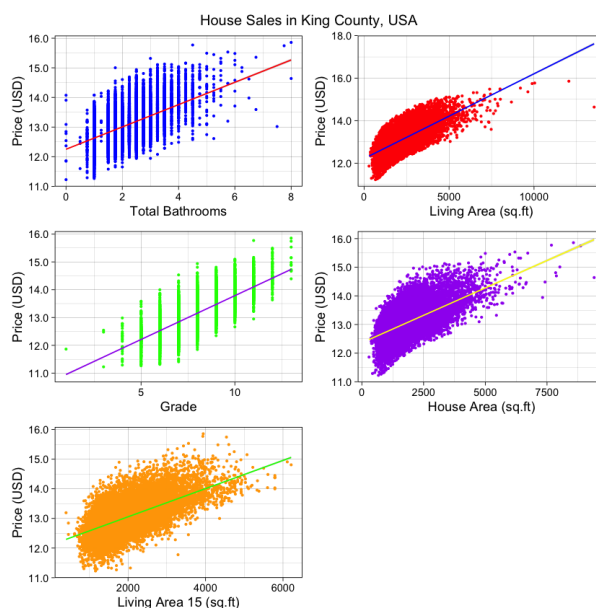 House Sales in King County, USA
Price (USD)
16.0
15.0
14.0
13.0
12.0
11.0
0 2 4 6 8
Total Bathrooms
Price (USD)
18.0
16.0
14.0
12.0
0 5000 10000
Living Area (sq.ft)
Price (USD)
16.0
15.0
14.0
13.0
12.0
11.0
5 10
Grade
Price (USD)
16.0
15.0
14.0
13.0
12.0
11.0
0 2500 5000 7500
House Area (sq.ft)
Price (USD)
16.0
15.0
14.0
13.0
12.0
11.0
2000 4000 6000
Living Area 15 (sq.ft)